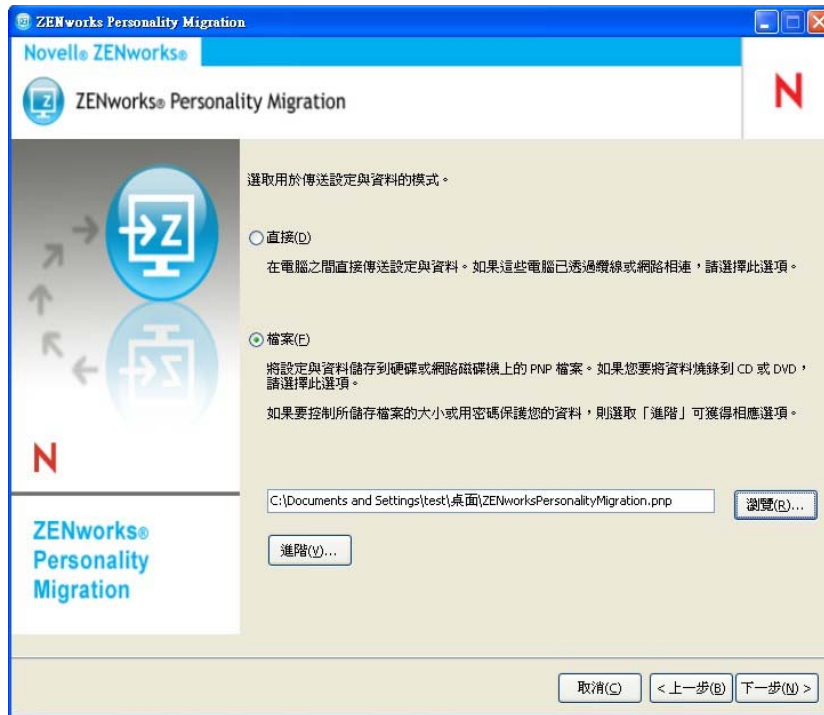 ZENworks Personality Migration
Novell® ZENworks®
ZENworks® Personality Migration
N
選取用於傳送設定與資料的模式。
直接(D)
在電腦之間直接傳送設定與資料。如果這些電腦已透過纜線或網路相連，請選擇此選項。
檔案(F)
將設定與資料儲存到硬碟或網路磁碟機上的 PNP 檔案。如果您要將資料燒錄到 CD 或 DVD，
請選擇此選項。
如果要控制所儲存檔案的大小或用密碼保護您的資料，則選取「進階」可獲得相應選項。
C:\Documents and Settings\test\桌面\ZENworksPersonalityMigration.pnp
瀏覽(R)...
進階(V)...
Z
Z
N
ZENworks®
Personality
Migration
取消(C)
< 上一步(B)
下一步(N) >